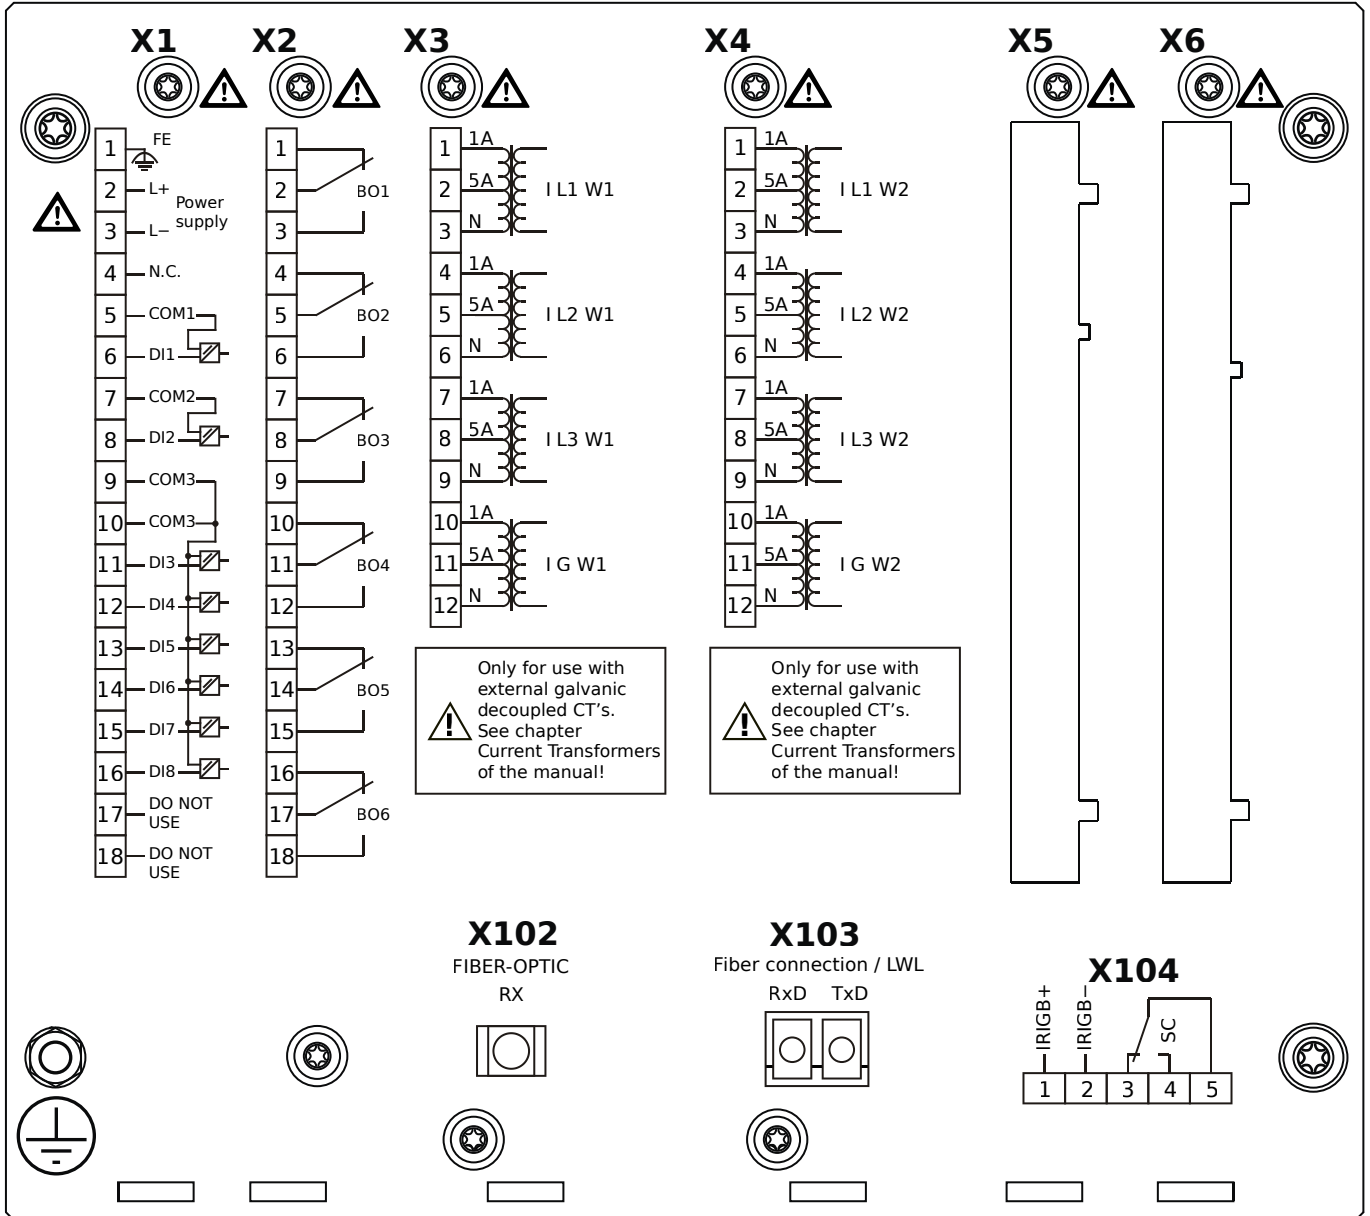 X1 X2 X3 X4 X5 X6
1 FE
2 L+
Power
supply
3 L−
4 N.C.
5 COM1
6 DI1
7 COM2
8 DI2
9 COM3
10 COM3
11 DI3
12 DI4
13 DI5
14 DI6
15 DI7
16 DI8
17 DO NOT
USE
18 DO NOT
USE
1
2 BO1
3
4
5 BO2
6
7
8 BO3
9
10
11 BO4
12
13
14 BO5
15
16
17 BO6
18
1 1A
2 5A I L1 W1
3 N
4 1A
5 5A I L2 W1
6 N
7 1A
8 5A I L3 W1
9 N
10 1A
11 5A I G W1
12 N
Only for use with
external galvanic
decoupled CT's.
See chapter
Current Transformers
of the manual!
1 1A
2 5A I L1 W2
3 N
4 1A
5 5A I L2 W2
6 N
7 1A
8 5A I L3 W2
9 N
10 1A
11 5A I G W2
12 N
Only for use with
external galvanic
decoupled CT's.
See chapter
Current Transformers
of the manual!
X102
FIBER-OPTIC
RX
X103
Fiber connection / LWL
RxD TxD
X104
IRIGB+
IRIGB−
SC
1 2 3 4 5